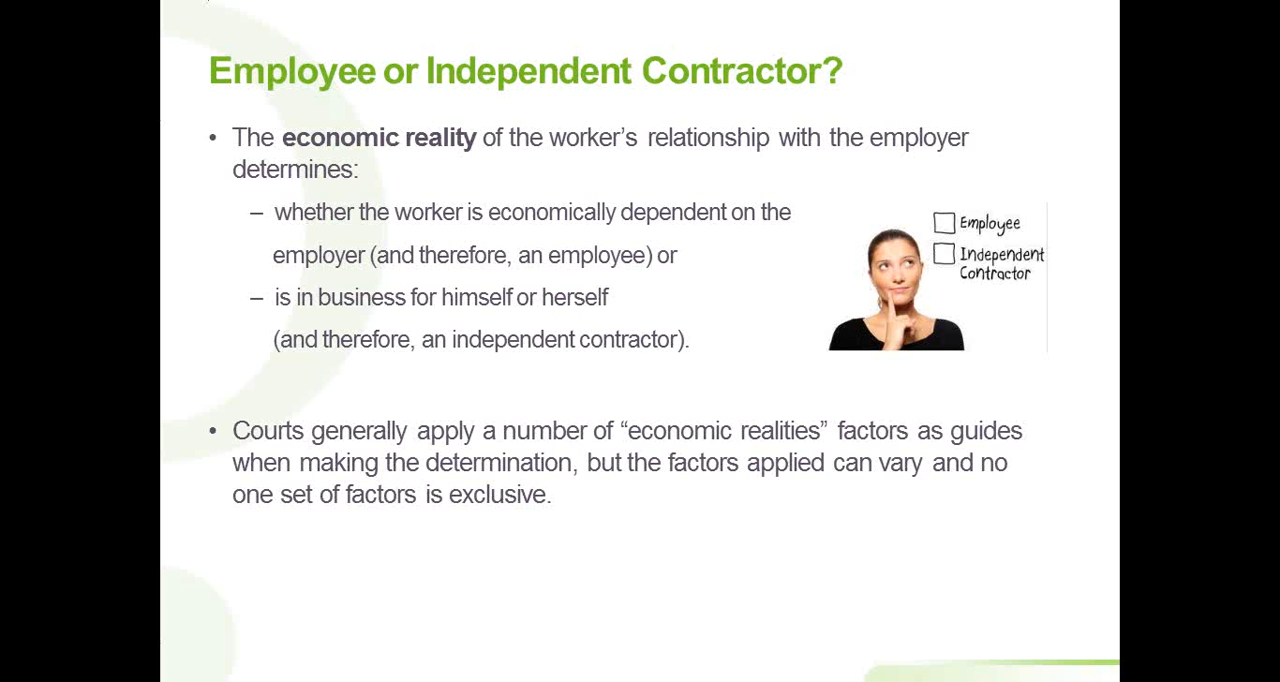 Employee or Independent Contractor?
• The economic reality of the worker’s relationship with the employer
determines:
– whether the worker is economically dependent on the
employer (and therefore, an employee) or
– is in business for himself or herself
(and therefore, an independent contractor).
Employee
Independent
Contractor
• Courts generally apply a number of “economic realities” factors as guides
when making the determination, but the factors applied can vary and no
one set of factors is exclusive.